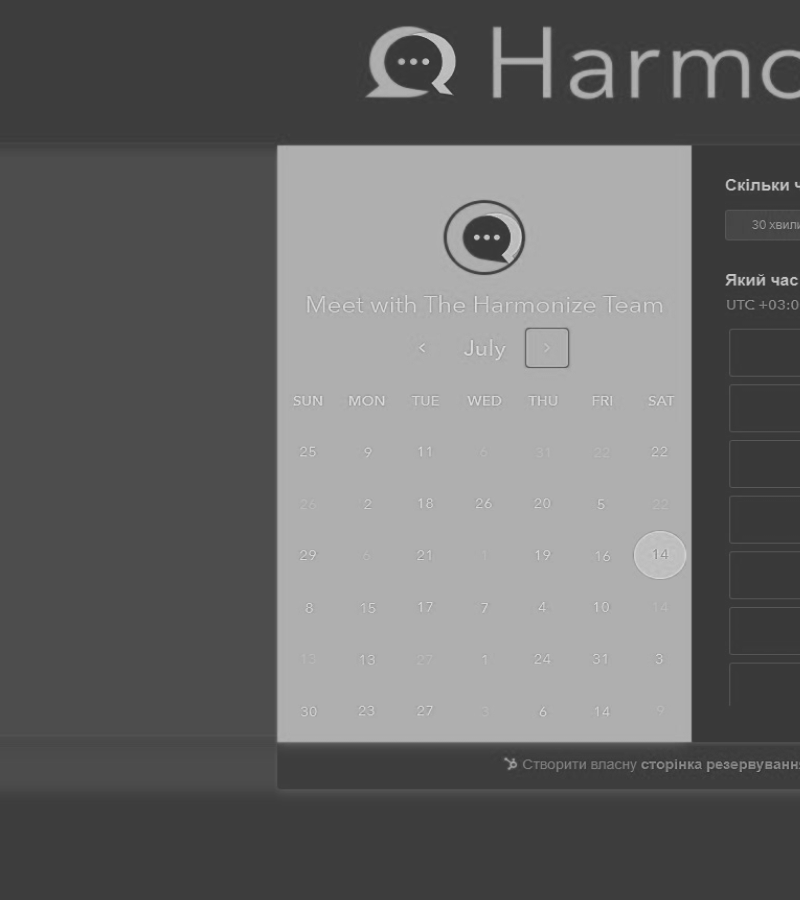 Harmo
Meet with The Harmonize Team
July
SUN MON TUE WED THU FRI SAT
25 9 11 6 31 22 22
26 2 18 26 20 5 22
29 6 21 1 19 16 14
8 15 17 7 4 10 14
13 13 27 1 24 31 3
30 23 27 3 6 14 9
Скільки ч
30 хвили
Який час
UTC +03:0
Створити власну сторінка резервуванн